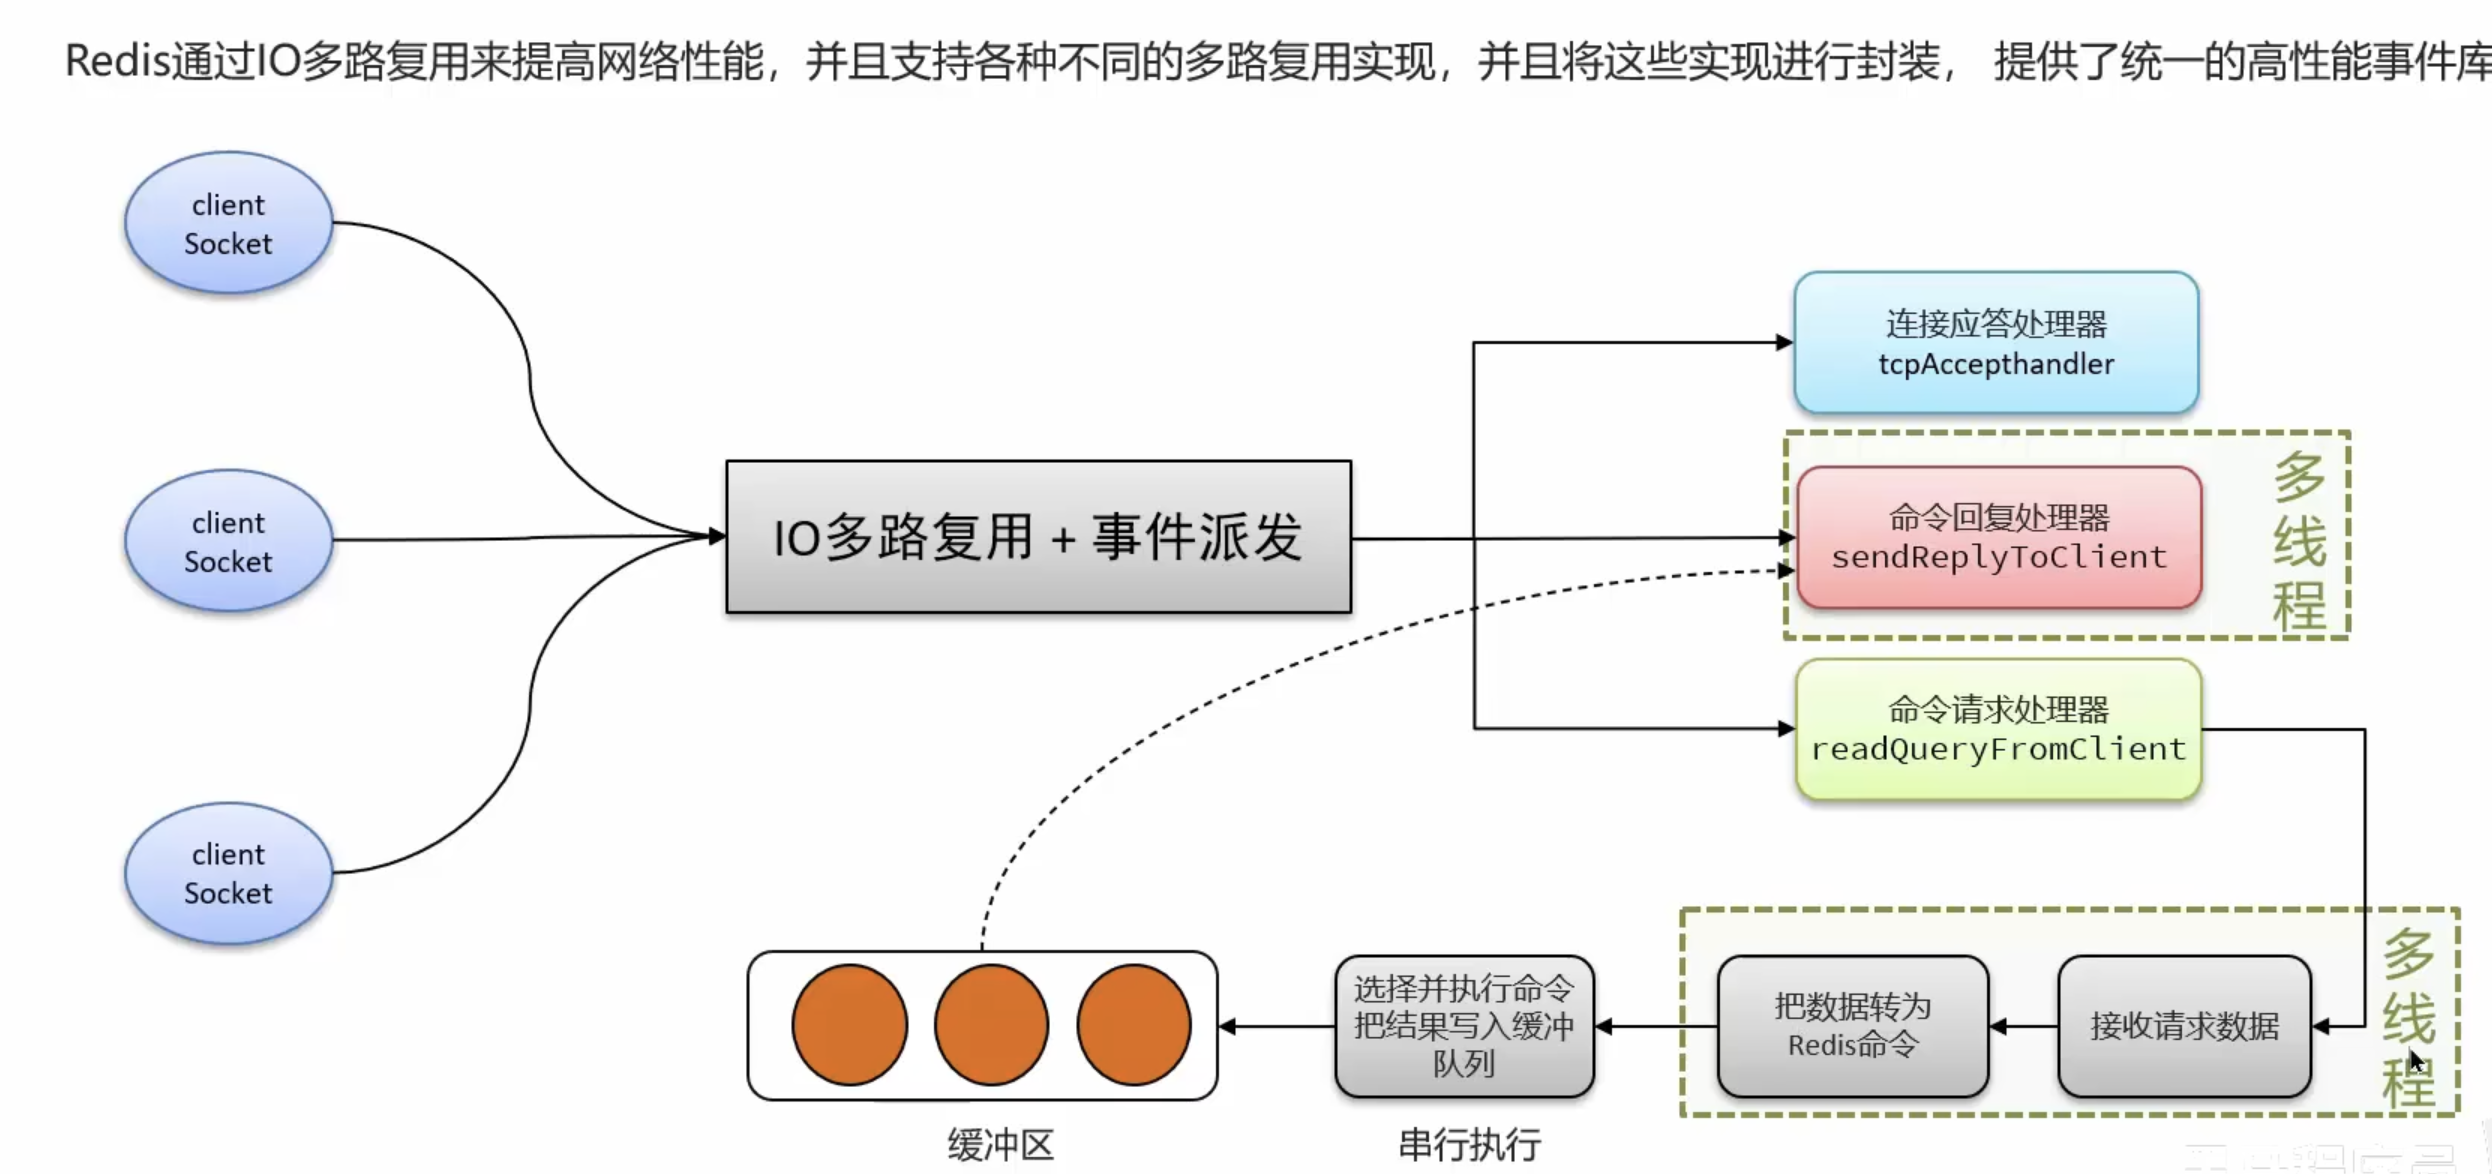 Redis通过IO多路复用来提高网络性能，并且支持各种不同的多路复用实现，并且将这些实现进行封装， 提供了统一的高性能事件库
client
Socket
client
Socket
client
Socket
IO多路复用 + 事件派发
连接应答处理器
tcpAccepthandler
命令回复处理器
sendReplyToClient
多
线
程
命令请求处理器
readQueryFromClient
接收请求数据
把数据转为
Redis命令
多
线
程
选择并执行命令
把结果写入缓冲
队列
串行执行
缓冲区